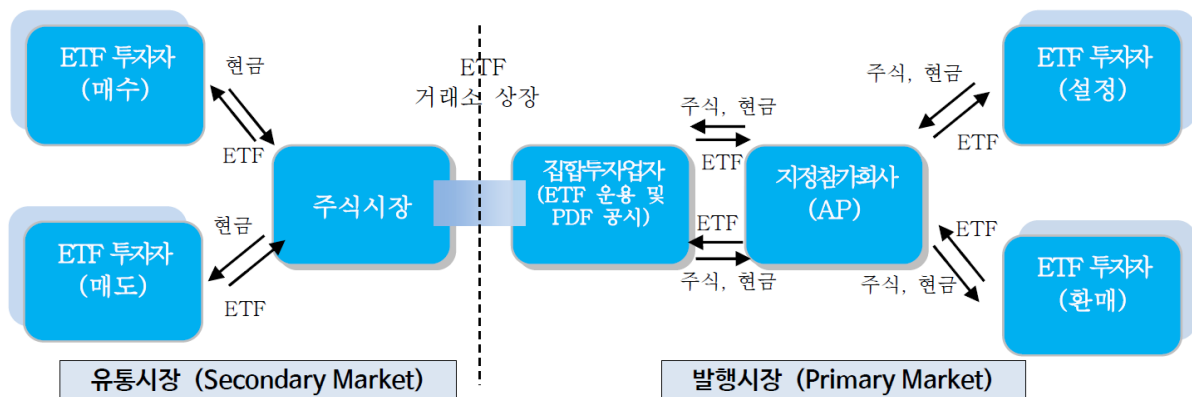 ETF 투자자
(매수)
현금
ETF
ETF 투자자
(매도)
현금
ETF
주식시장
ETF
거래소 상장
집합투자업자
(ETF 운용 및
PDF 공시)
주식, 현금
ETF
ETF
주식, 현금
지정참가회사
(AP)
주식, 현금
ETF
ETF 투자자
(설정)
ETF
주식, 현금
ETF 투자자
(환매)
유통시장 (Secondary Market)
발행시장 (Primary Market)